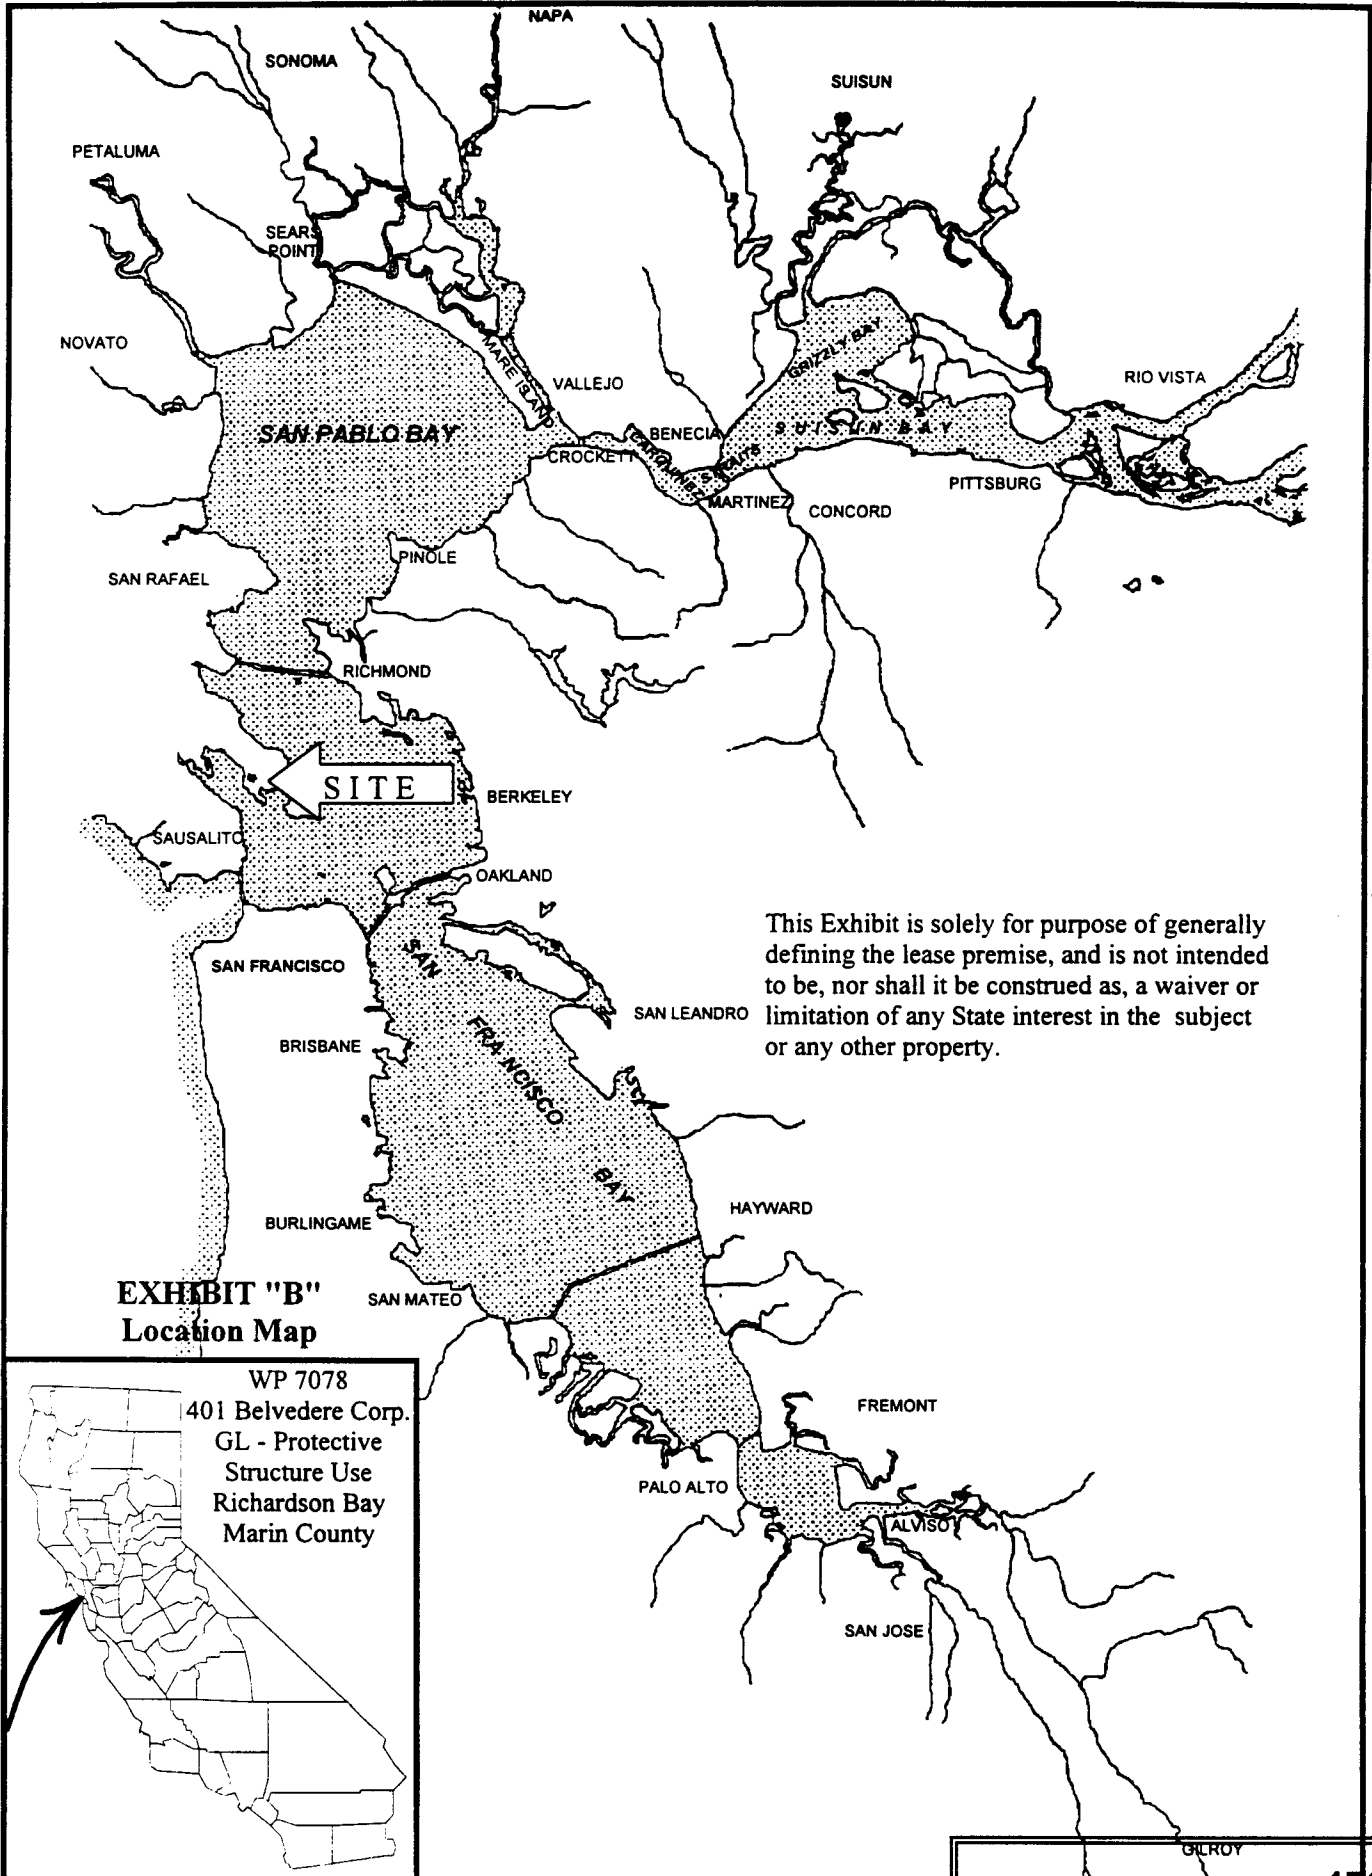 NAPA
SONOMA
SUISUN
PETALUMA
SEARS
POINT
NOVATO
MARE ISLAND
VALLEJO
GRIZZLY BAY
RIO VISTA
SAN PABLO BAY
BENECIA
SUISUN BAY
CROCKETT
CARQUINEZ STRAITS
PITTSBURG
MARTINEZ
CONCORD
PINOLE
SAN RAFAEL
RICHMOND
SITE
BERKELEY
SAUSALITO
OAKLAND
This Exhibit is solely for purpose of generally
defining the lease premise, and is not intended
to be, nor shall it be construed as, a waiver or
limitation of any State interest in the subject
or any other property.
SAN FRANCISCO
SAN FRANCISCO BAY
SAN LEANDRO
BRISBANE
HAYWARD
BURLINGAME
EXHIBIT "B"
Location Map
SAN MATEO
WP 7078
401 Belvedere Corp.
GL - Protective
Structure Use
Richardson Bay
Marin County
FREMONT
PALO ALTO
ALVISO
SAN JOSE
GILROY